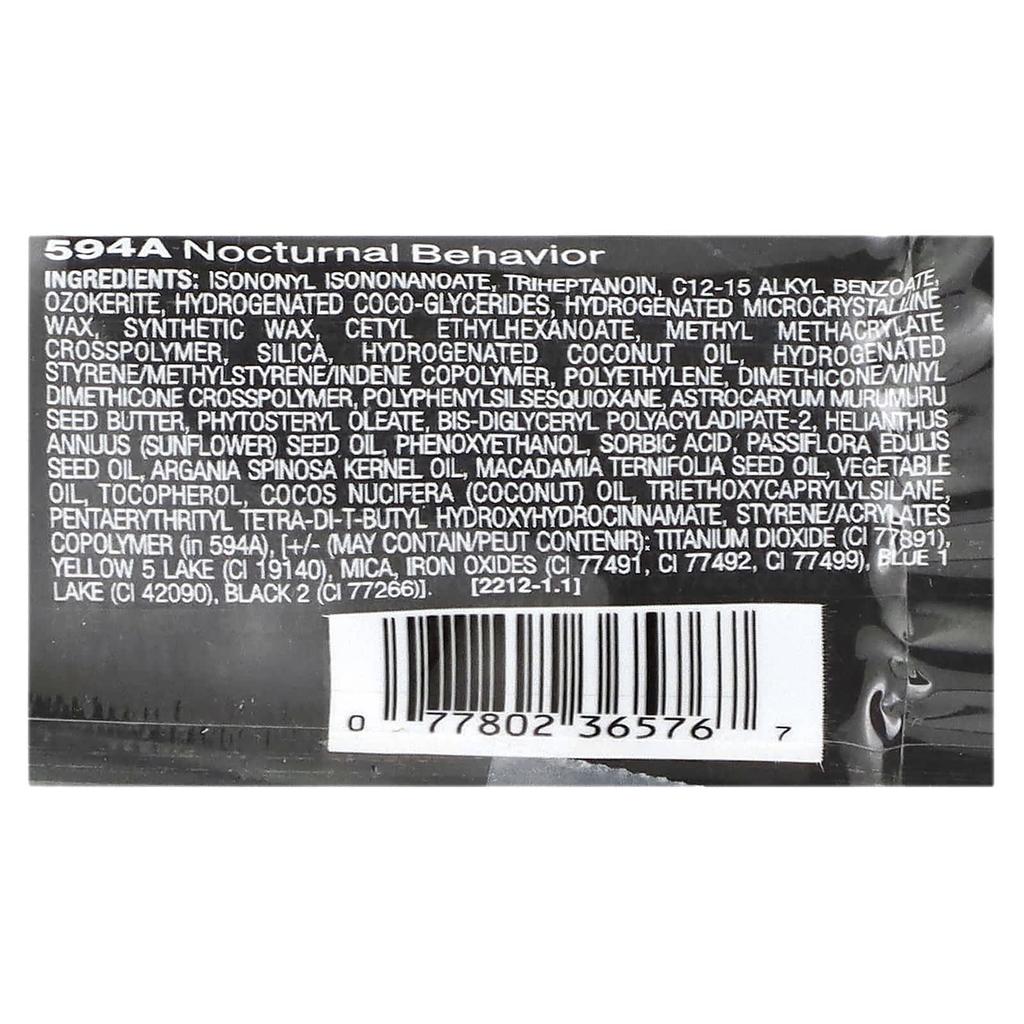 594A Nocturnal Behavior
INGREDIENTS: ISONONYL ISONONANOATE, TRIHEPTANOIN, C12-15 ALKYL BENZOATE,
OZOKERITE, HYDROGENATED COCO-GLYCERIDES, HYDROGENATED MICROCRYSTALLINE
WAX, SYNTHETIC WAX, CETYL ETHYLHEXANOATE, METHYL METHACRYLATE
CROSSPOLYMER, SILICA, HYDROGENATED COCONUT OIL, HYDROGENATED
STYRENE/METHYLSTYRENE/INDENE COPOLYMER, POLYETHYLENE, DIMETHICONE/VINYL
DIMETHICONE CROSSPOLYMER, POLYPHENYLSILSESQUIOXANE, ASTROCARYUM MURUMURU
SEED BUTTER, PHYTOSTERYL OLEATE, BIS-DIGLYCERYL POLYACYLADIPATE-2, HELIANTHUS
ANNUUS (SUNFLOWER) SEED OIL, PHENOXYETHANOL, SORBIC ACID, PASSIFLORA EDULIS
SEED OIL, ARGANIA SPINOSA KERNEL OIL, MACADAMIA TERNIFOLIA SEED OIL, VEGETABLE
OIL, TOCOPHEROL, COCOS NUCIFERA (COCONUT) OIL, TRIETHOXYCAPRYLYLSILANE,
PENTAERYTHRITYL TETRA-DI-T-BUTYL HYDROXYHYDROCINNAMATE, STYRENE/ACRYLATES
COPOLYMER (in 594A), [+/- (MAY CONTAIN/PEUT CONTENIR): TITANIUM DIOXIDE (CI 77891),
YELLOW 5 LAKE (CI 19140), MICA, IRON OXIDES (CI 77491, CI 77492, CI 77499), BLUE 1
LAKE (CI 42090), BLACK 2 (CI 77266)]. [2212-1.1]
0 77802 36576 7